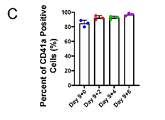 C
Percent of CD41a Positive
Cells (%)
100
80
60
40
20
0
Day 9+0
Day 9+2
Day 9+4
Day 9+6